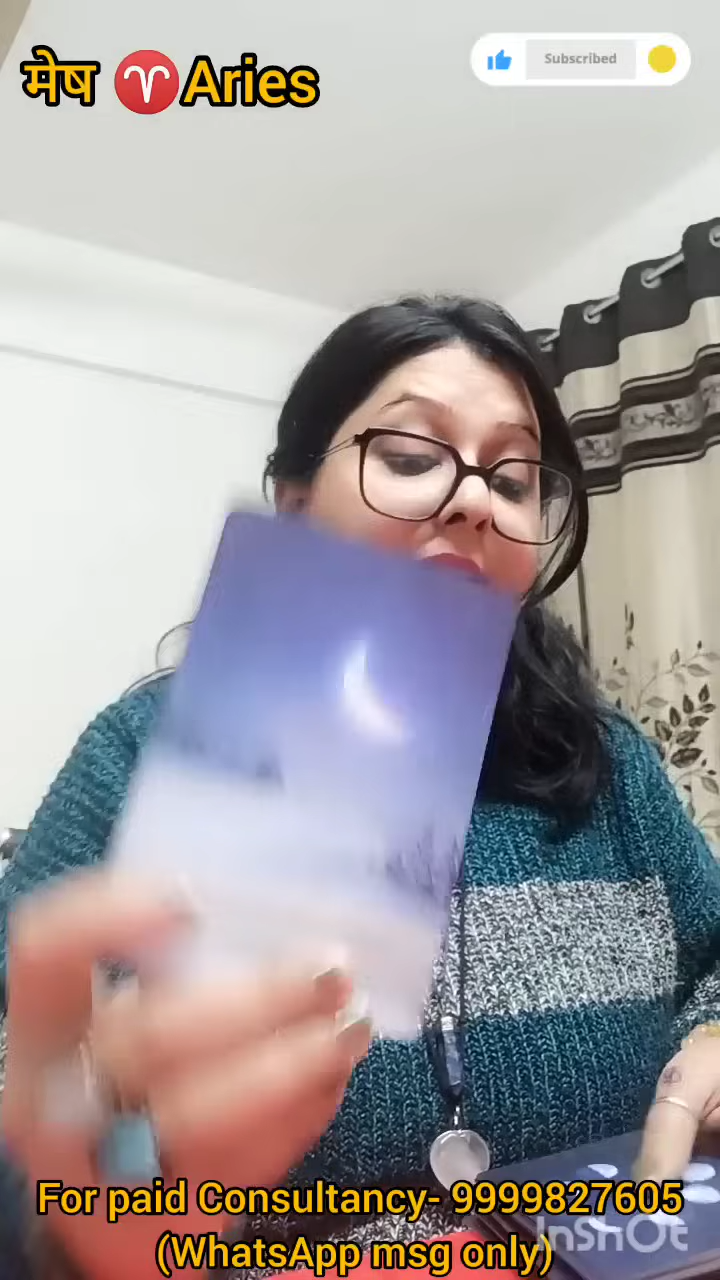 मेष ♈Aries
Subscribed
For paid Consultancy- 9999827605
(WhatsApp msg only)
InShOt